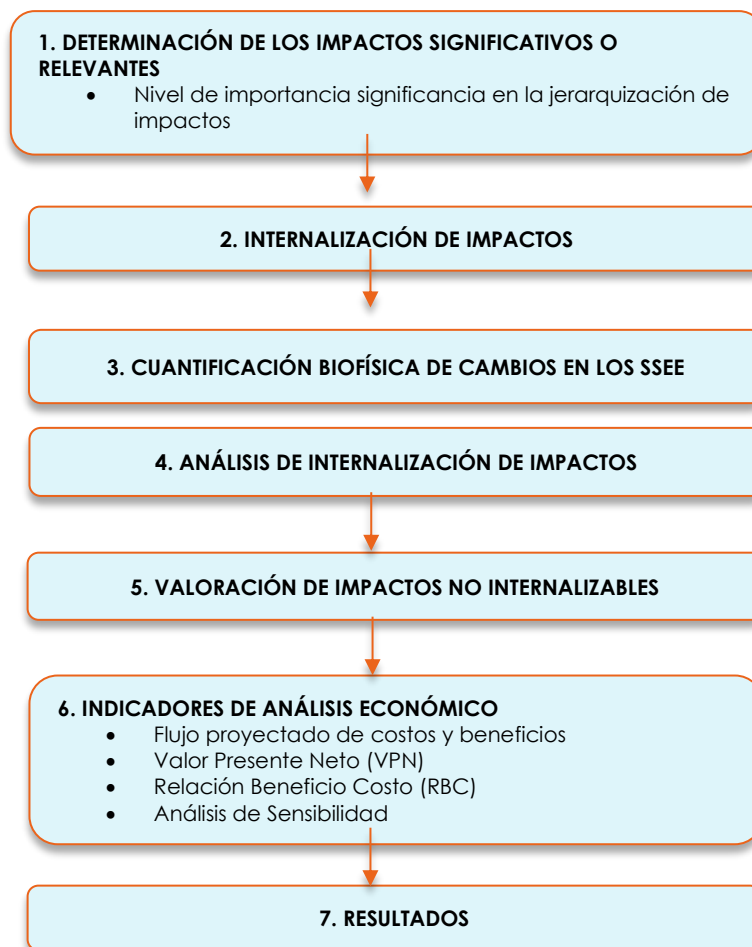 1. DETERMINACIÓN DE LOS IMPACTOS SIGNIFICATIVOS O
RELEVANTES
• Nivel de importancia significancia en la jerarquización de
impactos
2. INTERNALIZACIÓN DE IMPACTOS
3. CUANTIFICACIÓN BIOFÍSICA DE CAMBIOS EN LOS SSEE
4. ANÁLISIS DE INTERNALIZACIÓN DE IMPACTOS
5. VALORACIÓN DE IMPACTOS NO INTERNALIZABLES
6. INDICADORES DE ANÁLISIS ECONÓMICO
• Flujo proyectado de costos y beneficios
• Valor Presente Neto (VPN)
• Relación Beneficio Costo (RBC)
• Análisis de Sensibilidad
7. RESULTADOS